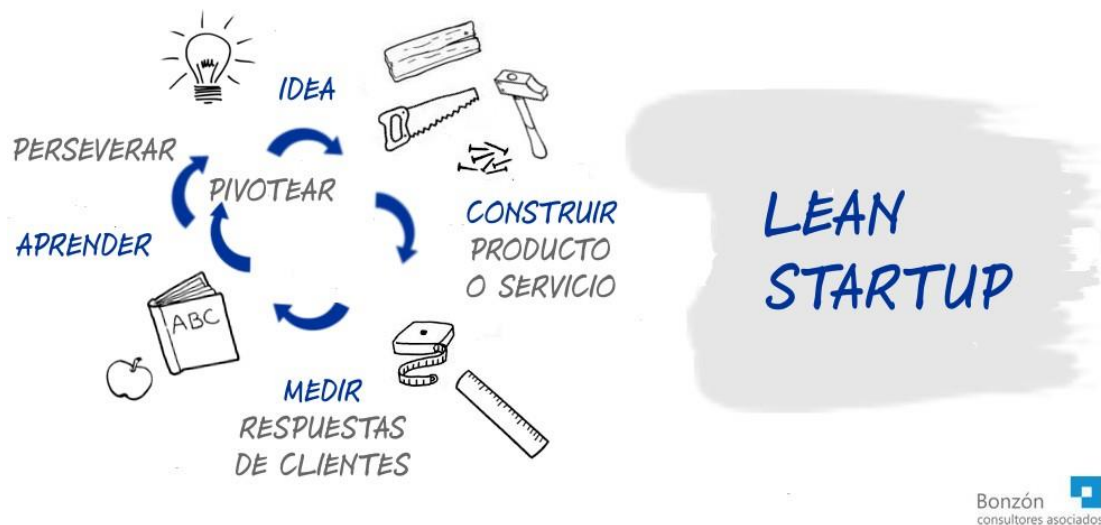 IDEA
PERSEVERAR
PIVOTEAR
APRENDER
CONSTRUIR
PRODUCTO
O SERVICIO
ABC
MEDIR
RESPUESTAS
DE CLIENTES
LEAN
STARTUP
Bonzón
consultores asociados